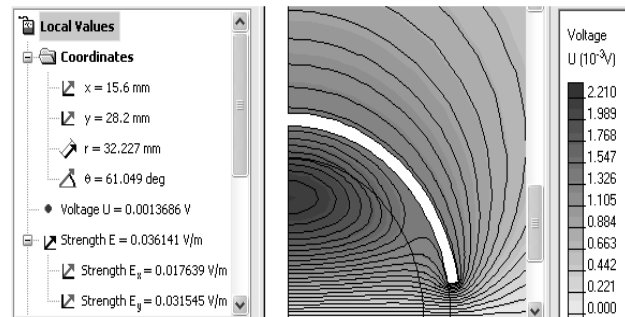 Local Values
Coordinates
x = 15.6 mm
y = 28.2 mm
r = 32.227 mm
θ = 61.049 deg
Voltage U = 0.0013686 V
Strength E = 0.036141 V/m
Strength Eₓ = 0.017639 V/m
Strength Eᵧ = 0.031545 V/m
Voltage
U (10⁻³V)
2.210
1.989
1.768
1.547
1.326
1.105
0.884
0.663
0.442
0.221
0.000